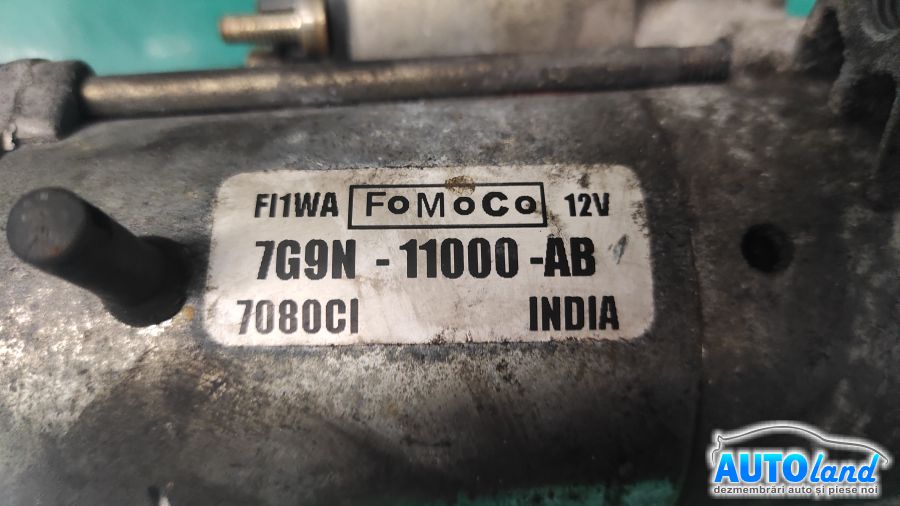 FI1WA FoMoCo 12V
7G9N - 11000 -AB
7080CI INDIA
AUTOland
dezmembrări auto și piese noi